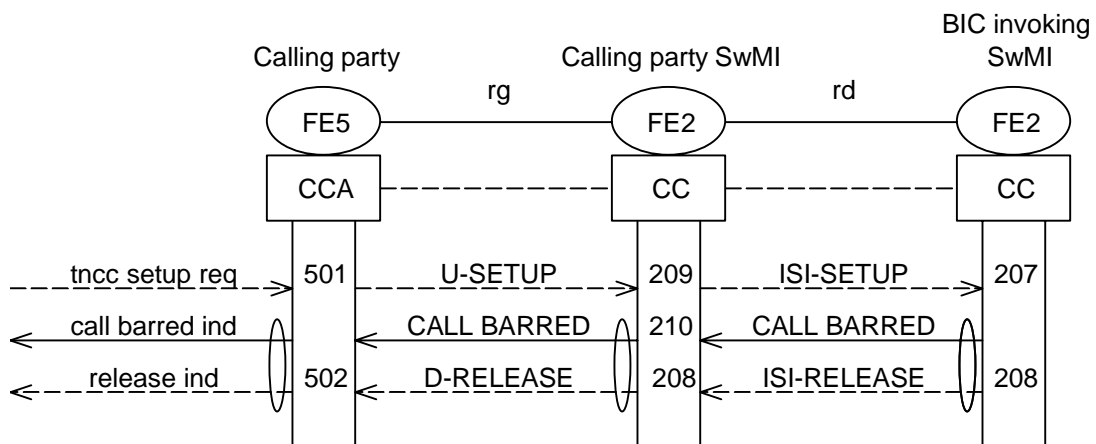 BIC invoking
Calling party
Calling party SwMI
SwMI
rg
rd
FE5
FE2
FE2
CCA
CC
CC
tncc setup req
501
U-SETUP
209
ISI-SETUP
207
call barred ind
CALL BARRED
210
CALL BARRED
release ind
502
D-RELEASE
208
ISI-RELEASE
208